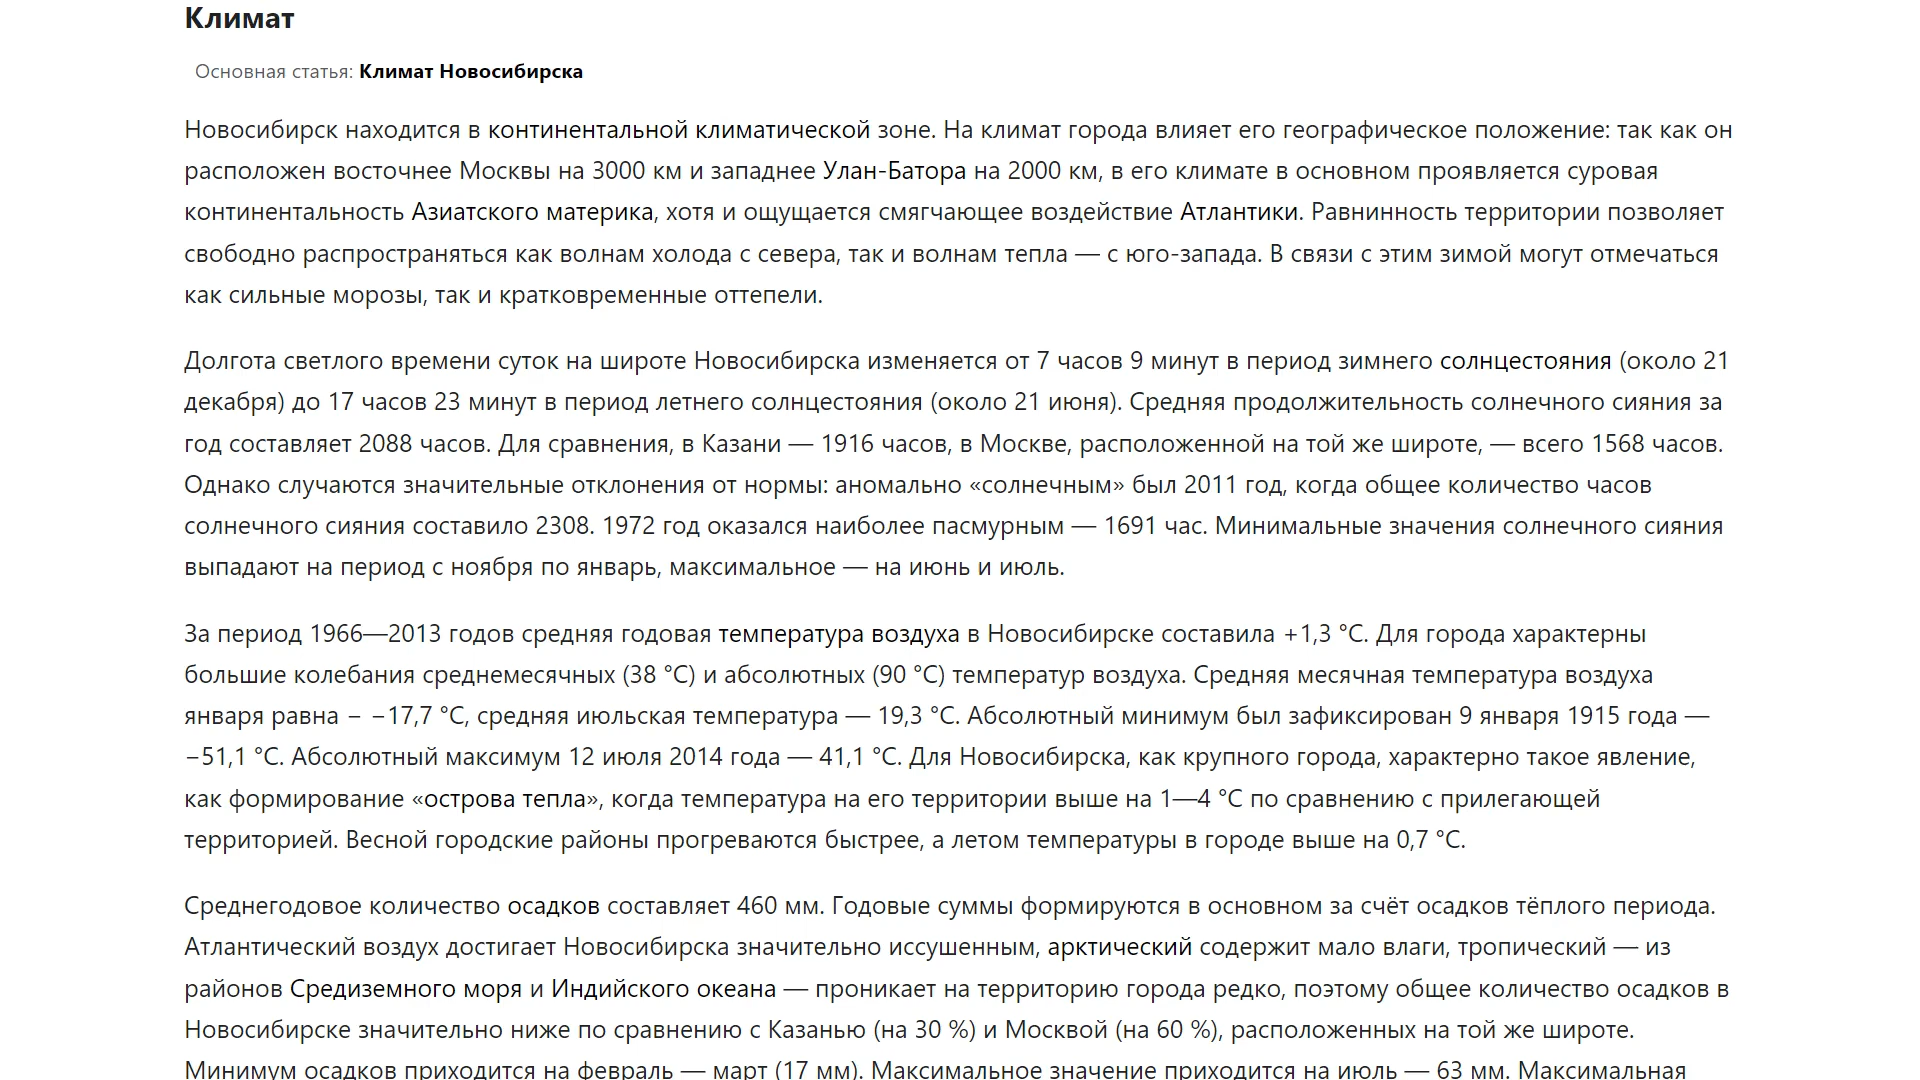 Климат
Основная статья: Климат Новосибирска
Новосибирск находится в континентальной климатической зоне. На климат города влияет его географическое положение: так как он
расположен восточнее Москвы на 3000 км и западнее Улан-Батора на 2000 км, в его климате в основном проявляется суровая
континентальность Азиатского материка, хотя и ощущается смягчающее воздействие Атлантики. Равнинность территории позволяет
свободно распространяться как волнам холода с севера, так и волнам тепла — с юго-запада. В связи с этим зимой могут отмечаться
как сильные морозы, так и кратковременные оттепели.
Долгота светлого времени суток на широте Новосибирска изменяется от 7 часов 9 минут в период зимнего солнцестояния (около 21
декабря) до 17 часов 23 минут в период летнего солнцестояния (около 21 июня). Средняя продолжительность солнечного сияния за
год составляет 2088 часов. Для сравнения, в Казани — 1916 часов, в Москве, расположенной на той же широте, — всего 1568 часов.
Однако случаются значительные отклонения от нормы: аномально «солнечным» был 2011 год, когда общее количество часов
солнечного сияния составило 2308. 1972 год оказался наиболее пасмурным — 1691 час. Минимальные значения солнечного сияния
выпадают на период с ноября по январь, максимальное — на июнь и июль.
За период 1966—2013 годов средняя годовая температура воздуха в Новосибирске составила +1,3 °C. Для города характерны
большие колебания среднемесячных (38 °C) и абсолютных (90 °C) температур воздуха. Средняя месячная температура воздуха
января равна − −17,7 °C, средняя июльская температура — 19,3 °C. Абсолютный минимум был зафиксирован 9 января 1915 года —
−51,1 °C. Абсолютный максимум 12 июля 2014 года — 41,1 °C. Для Новосибирска, как крупного города, характерно такое явление,
как формирование «острова тепла», когда температура на его территории выше на 1—4 °C по сравнению с прилегающей
территорией. Весной городские районы прогреваются быстрее, а летом температуры в городе выше на 0,7 °C.
Среднегодовое количество осадков составляет 460 мм. Годовые суммы формируются в основном за счёт осадков тёплого периода.
Атлантический воздух достигает Новосибирска значительно иссушенным, арктический содержит мало влаги, тропический — из
районов Средиземного моря и Индийского океана — проникает на территорию города редко, поэтому общее количество осадков в
Новосибирске значительно ниже по сравнению с Казанью (на 30 %) и Москвой (на 60 %), расположенных на той же широте.
Минимум осадков приходится на февраль — март (17 мм). Максимальное значение приходится на июль — 63 мм. Максимальная